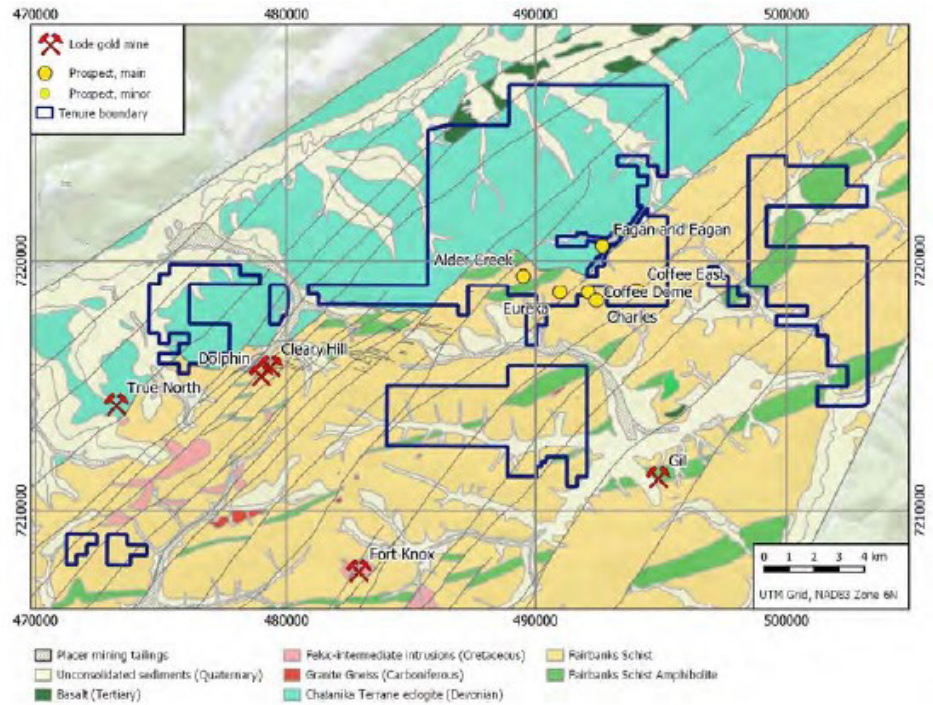 470000
480000
490000
500000
Lode gold mine
Prospect, main
Prospect, minor
Tenure boundary
7220000
7220000
Fagan and Eagan
Alder Creek
Coffee East
Eureka
Coffee Dome
Charles
Dolphin
Cleary Hill
True North
Gil
7210000
7210000
Fort Knox
0 1 2 3 4 km
UTM Grid, NAD83 Zone 6N
470000
480000
490000
500000
Placer mining tailings
Felsic-intermediate intrusions (Cretaceous)
Fairbanks Schist
Unconsolidated sediments (Quaternary)
Granite Gneiss (Carboniferous)
Fairbanks Schist Amphibolite
Basalt (Tertiary)
Chatanika Terrane eclogite (Devonian)